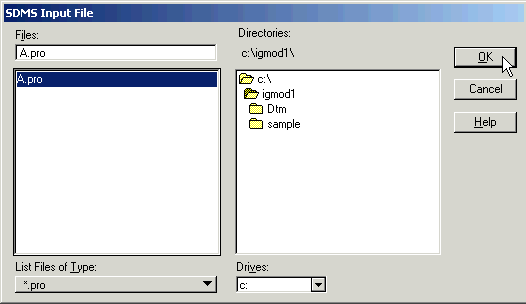 SDMS Input File
Files:
A.pro
A.pro
List Files of Type:
*.pro
Directories:
c:\igmod1\
c:\
igmod1
Dtm
sample
Drives:
c:
OK
Cancel
Help